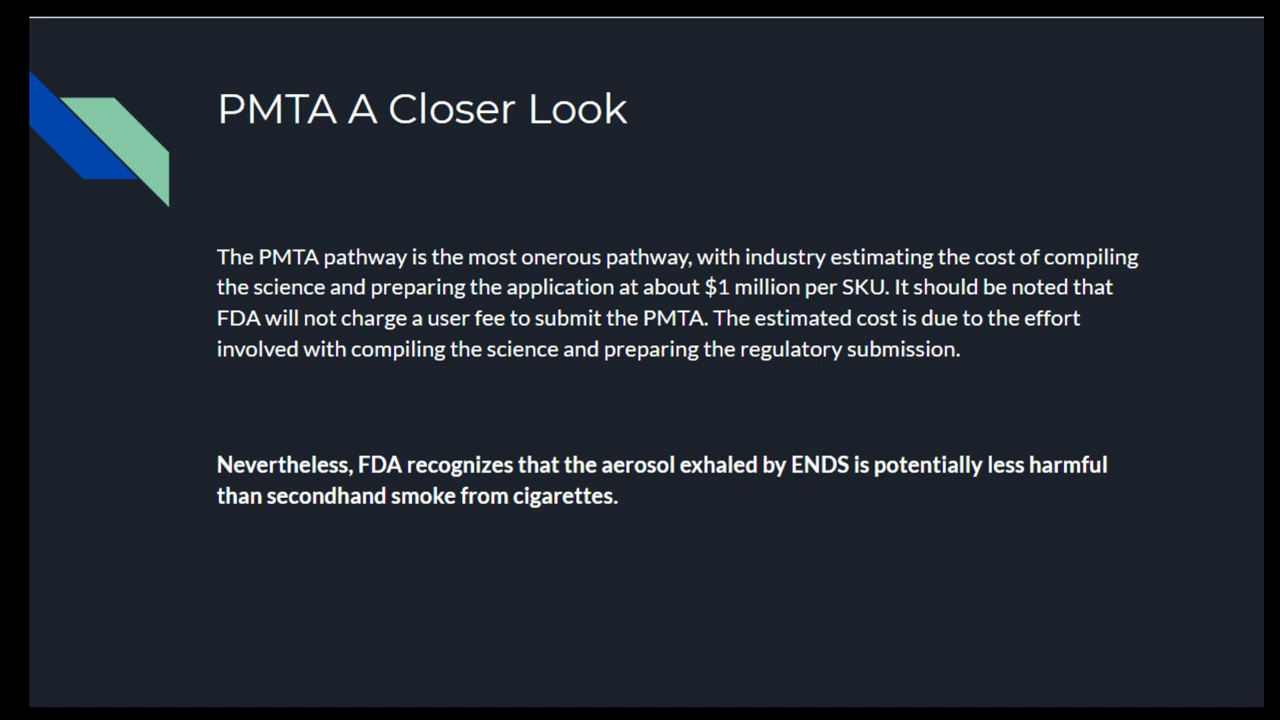 PMTA A Closer Look
The PMTA pathway is the most onerous pathway, with industry estimating the cost of compiling
the science and preparing the application at about $1 million per SKU. It should be noted that
FDA will not charge a user fee to submit the PMTA. The estimated cost is due to the effort
involved with compiling the science and preparing the regulatory submission.
Nevertheless, FDA recognizes that the aerosol exhaled by ENDS is potentially less harmful
than secondhand smoke from cigarettes.